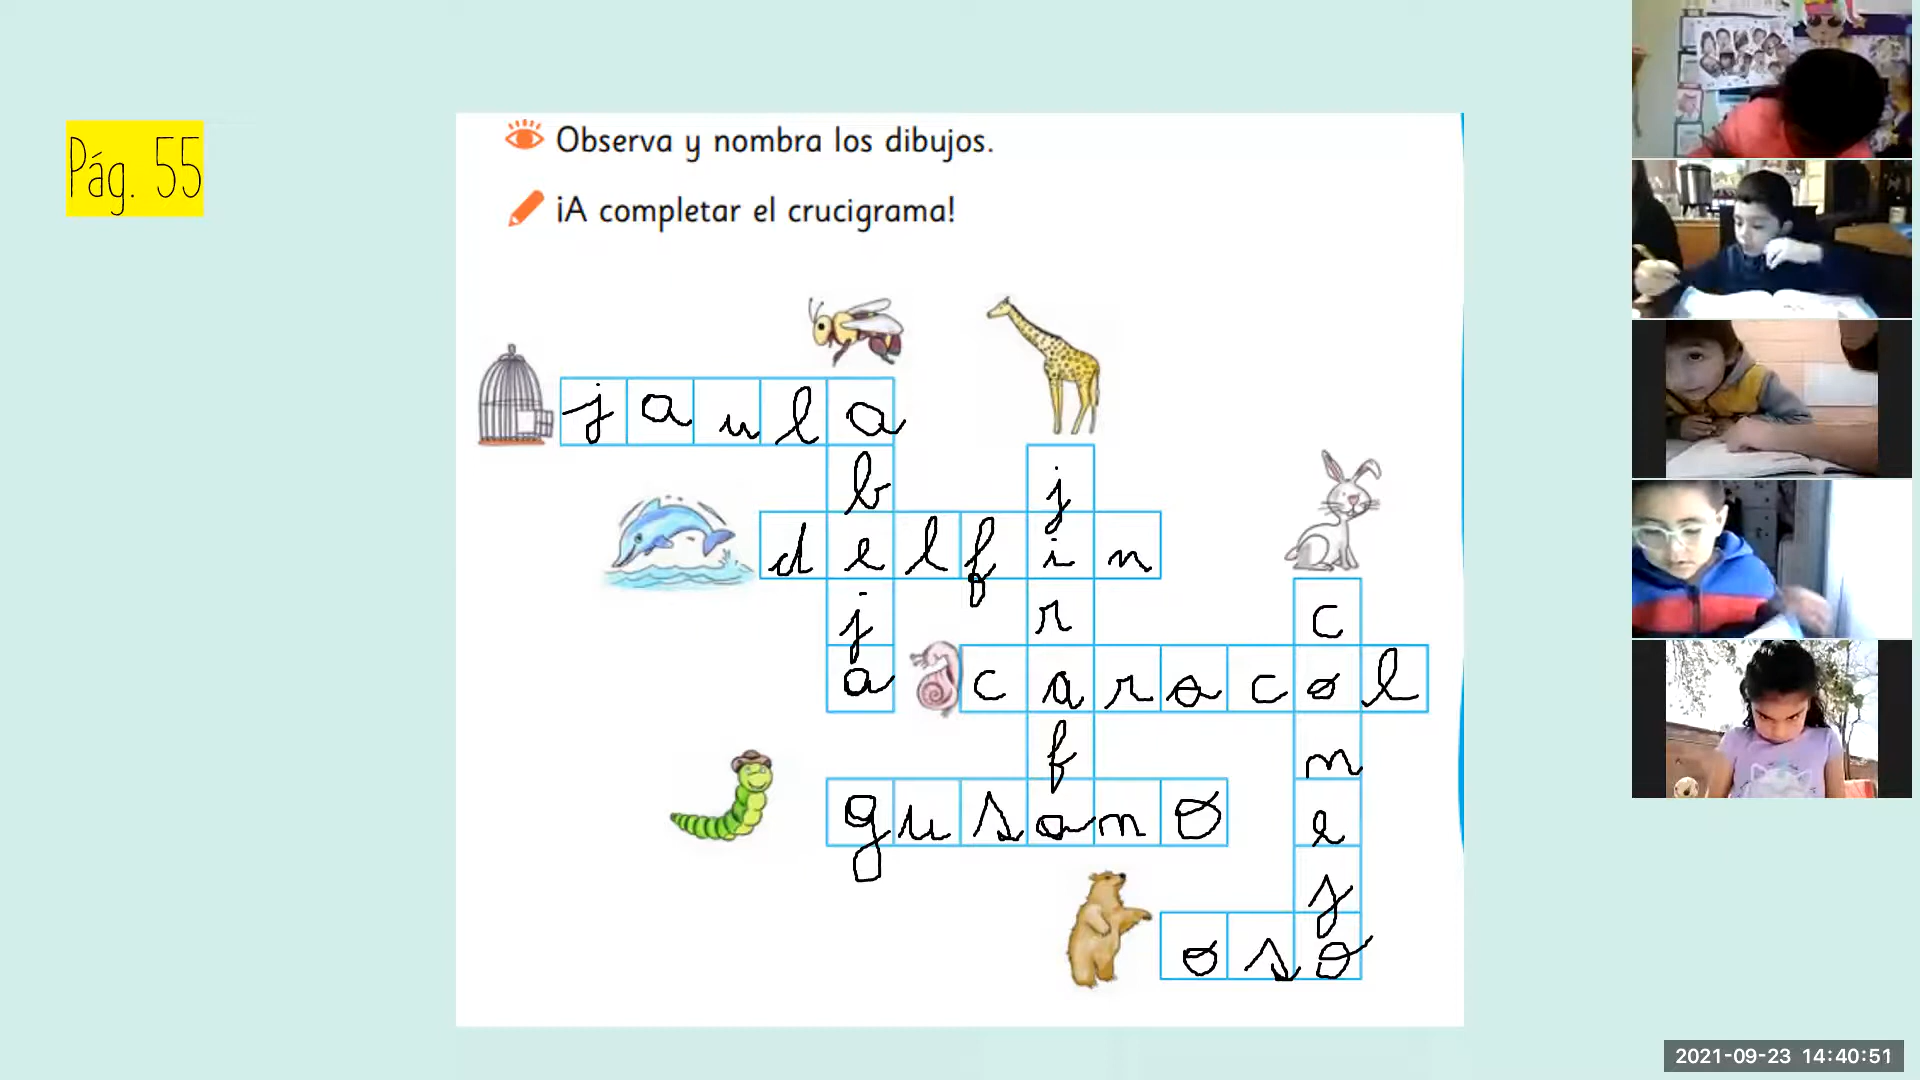 Pág. 55
Observa y nombra los dibujos.
¡A completar el crucigrama!
jaula
abeja
jirafa
delfin
conejo
caracol
gusano
oso
2021-09-23 14:40:51